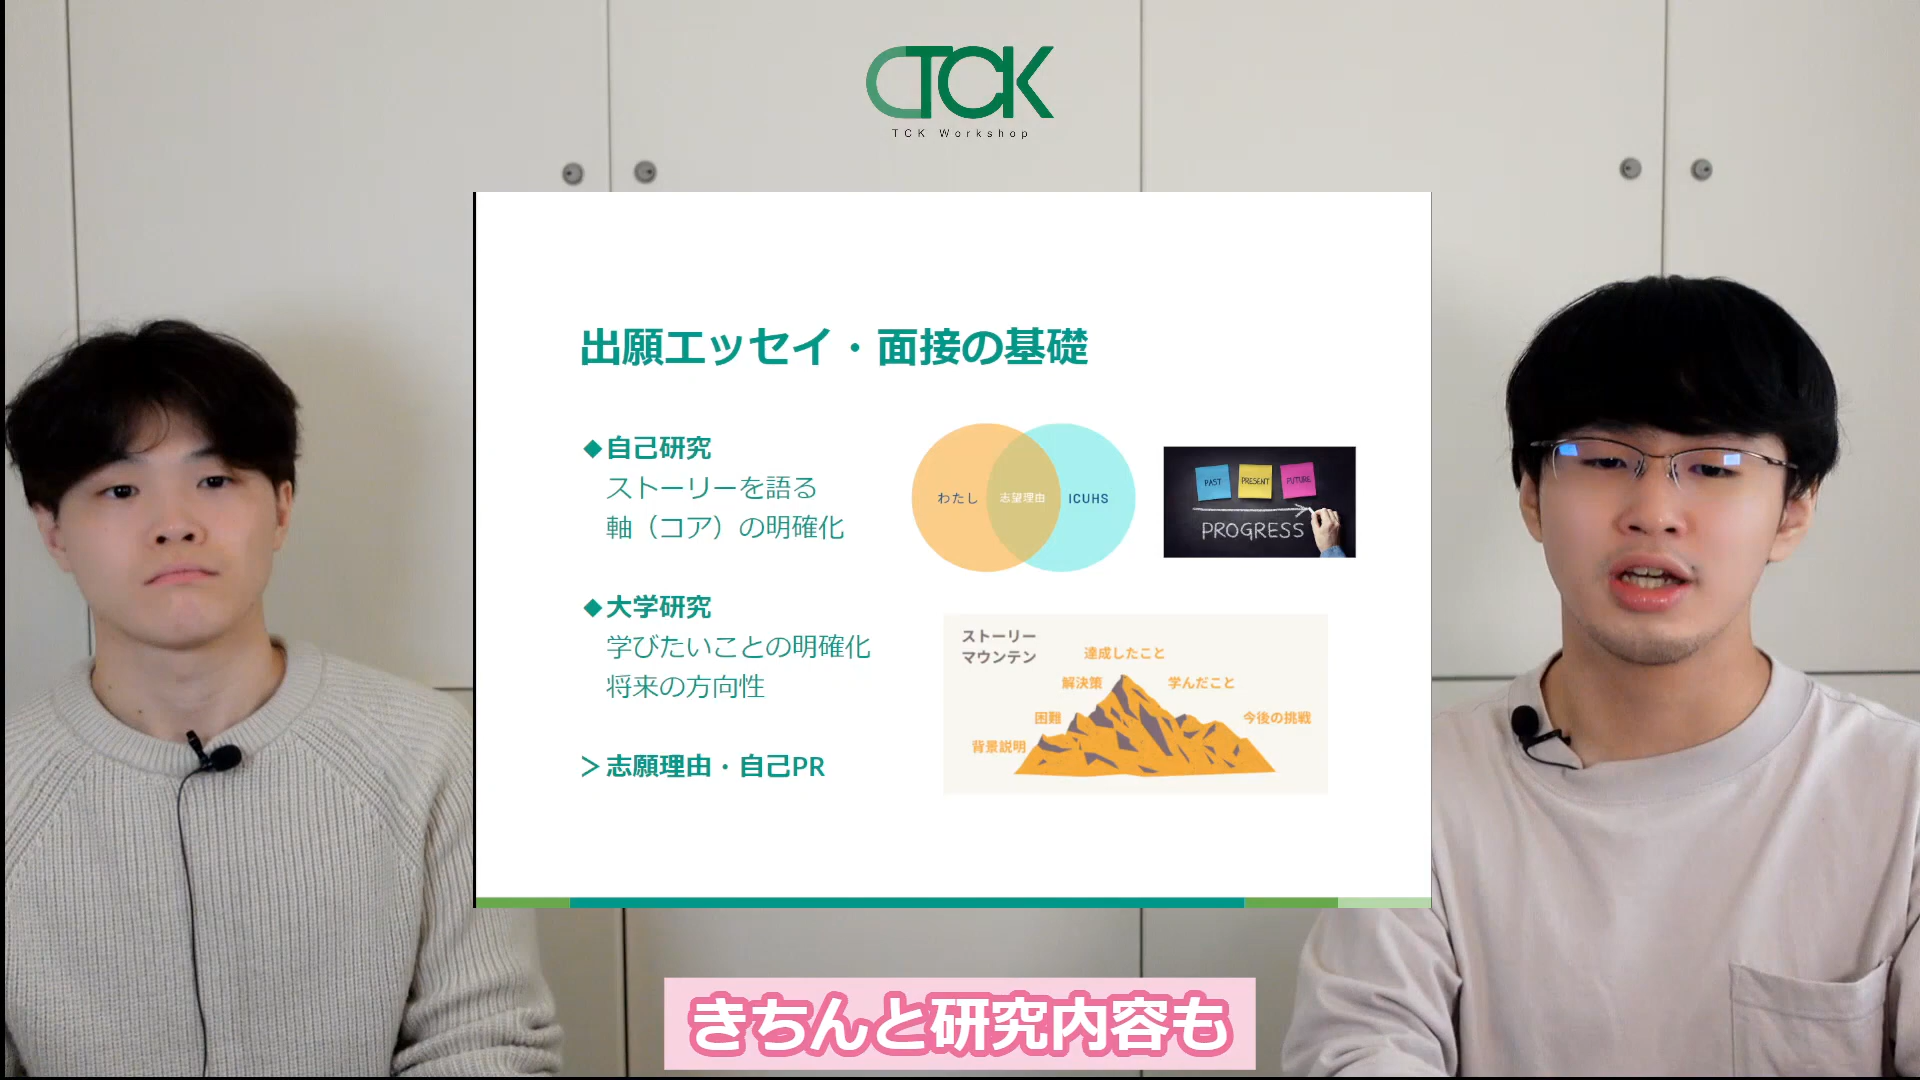 TCK
TCK Workshop
出願エッセイ・面接の基礎
◆自己研究
ストーリーを語る
軸（コア）の明確化
わたし
志望理由
ICUHS
PAST
PRESENT
FUTURE
PROGRESS
◆大学研究
学びたいことの明確化
将来の方向性
＞志願理由・自己PR
ストーリー
マウンテン
達成したこと
解決策
学んだこと
困難
今後の挑戦
背景説明
きちんと研究内容も